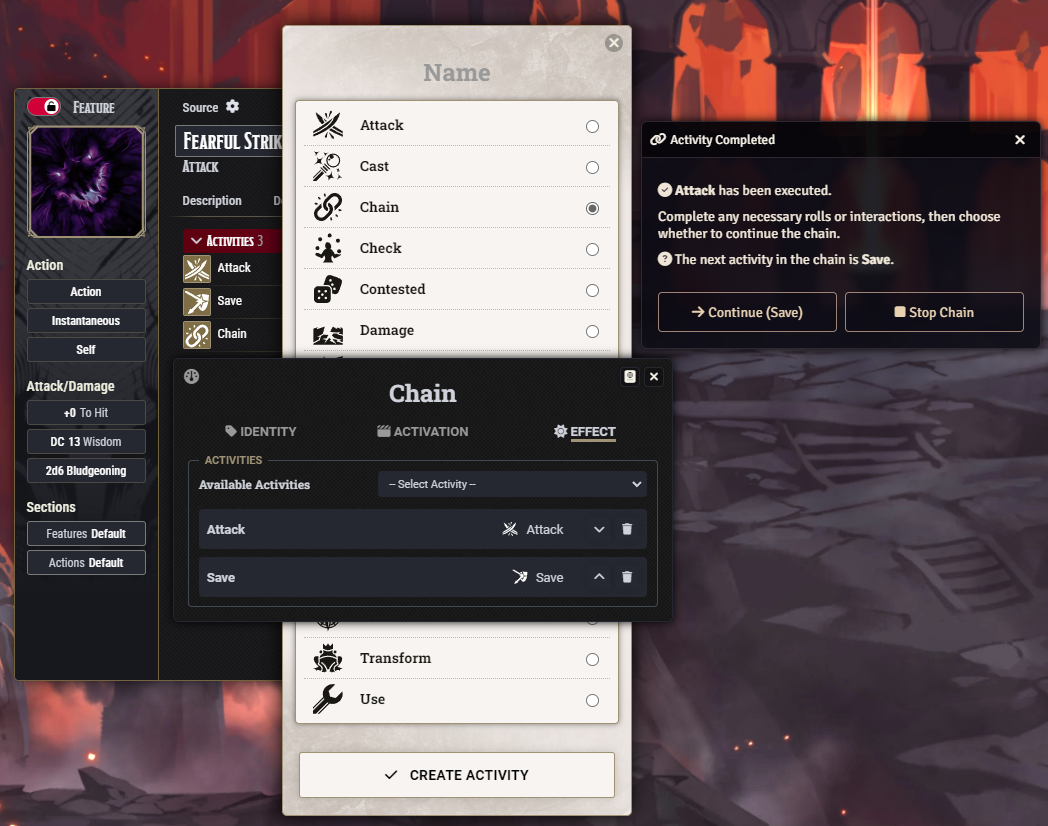 Feature
Source
Fearful Strik
Attack
Description
Activities 3
Attack
Save
Chain
Action
Action
Instantaneous
Self
Attack/Damage
+0 To Hit
DC 13 Wisdom
2d6 Bludgeoning
Sections
Features Default
Actions Default
Name
Attack
Cast
Chain
Check
Contested
Damage
Transform
Use
CREATE ACTIVITY
Chain
IDENTITY
ACTIVATION
EFFECT
ACTIVITIES
Available Activities
-- Select Activity --
Attack
Attack
Save
Save
Activity Completed
Attack has been executed.
Complete any necessary rolls or interactions, then choose
whether to continue the chain.
The next activity in the chain is Save.
Continue (Save)
Stop Chain